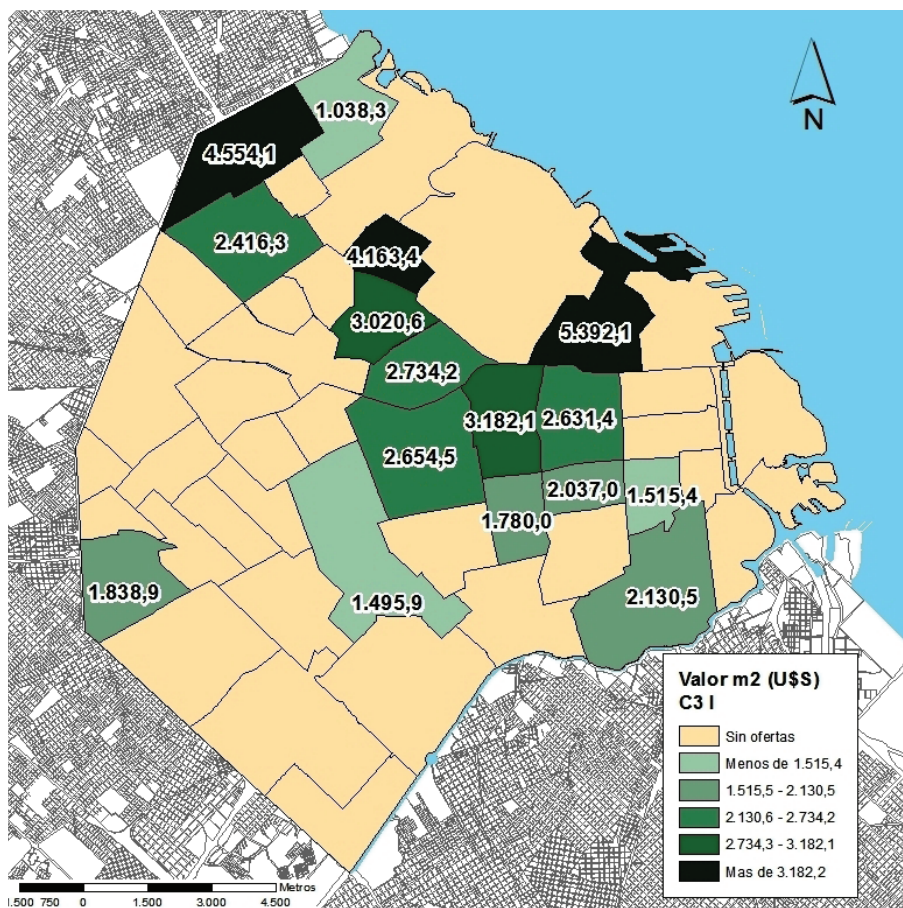 N
1.038,3
4.554,1
2.416,3
4.163,4
3.020,6
5.392,1
2.734,2
3.182,1
2.631,4
2.654,5
2.037,0
1.515,4
1.780,0
1.838,9
1.495,9
2.130,5
Valor m2 (U$S)
C3 I
Sin ofertas
Menos de 1.515,4
1.515,5 - 2.130,5
2.130,6 - 2.734,2
2.734,3 - 3.182,1
Mas de 3.182,2
Metros
1.500 750 0 1.500 3.000 4.500